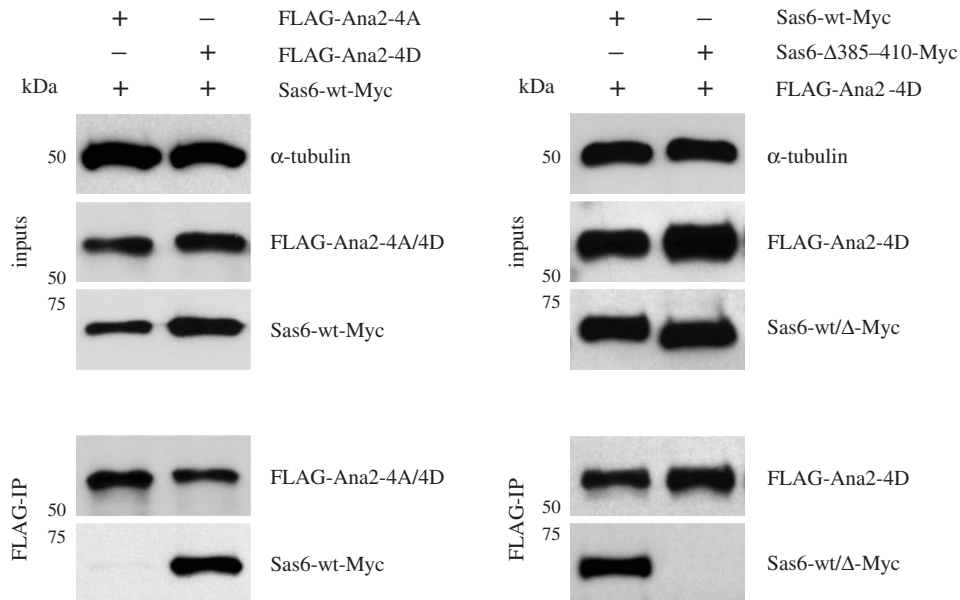 + − FLAG-Ana2-4A
− + FLAG-Ana2-4D
kDa + + Sas6-wt-Myc
50 α-tubulin
inputs
FLAG-Ana2-4A/4D
50
75
Sas6-wt-Myc
FLAG-IP
FLAG-Ana2-4A/4D
50
75
Sas6-wt-Myc
+ − Sas6-wt-Myc
− + Sas6-Δ385–410-Myc
kDa + + FLAG-Ana2-4D
50 α-tubulin
inputs
FLAG-Ana2-4D
50
75
Sas6-wt/Δ-Myc
FLAG-IP
FLAG-Ana2-4D
50
75
Sas6-wt/Δ-Myc